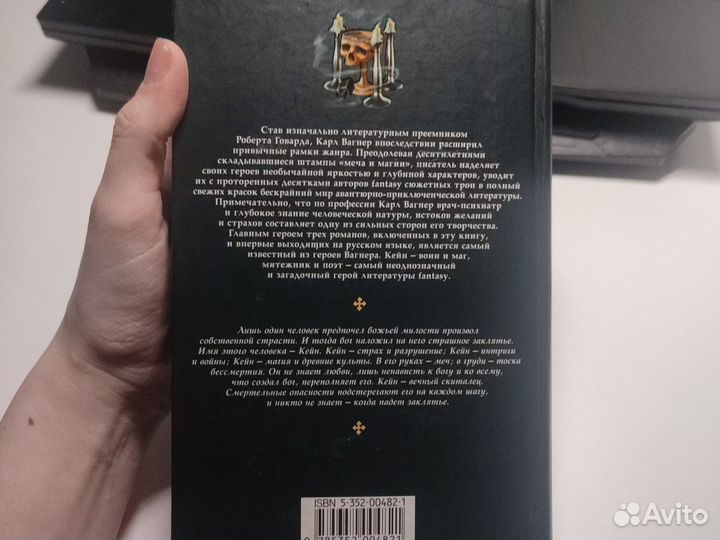 Став изначально литературным преемником
Роберта Говарда, Карл Вагнер впоследствии расширил
привычные рамки жанра. Преодолевая десятилетиями
складывавшиеся штампы «меча и магии», писатель наделяет
своих героев необычайной яркостью и глубиной характеров, уводит
их с проторенных десятками авторов fantasy сюжетных троп в полный
свежих красок бескрайний мир авантюрно-приключенческой литературы.
Примечательно, что по профессии Карл Вагнер врач-психиатр
и глубокое знание человеческой натуры, истоков желаний
и страхов составляет одну из сильных сторон его творчества.
Главным героем трех романов, включенных в эту книгу,
и впервые выходящих на русском языке, является самый
известный из героев Вагнера. Кейн – воин и маг,
мятежник и поэт – самый неоднозначный
и загадочный герой литературы fantasy.
Лишь один человек предпочел божьей милости произвол
собственной страсти. И тогда бог наложил на него страшное заклятье.
Имя этого человека – Кейн. Кейн – страх и разрушение; Кейн – интриги
и войны; Кейн – магия и древние культы. В его руках – меч; в груди – тоска
бессмертия. Он не знает любви, лишь ненависть к богу и ко всему,
что создал бог, переполняет его. Кейн – вечный скиталец.
Смертельные опасности подстерегают его на каждом шагу,
и никто не знает – когда падет заклятье.
ISBN 5-352-00482-1
9 785352 004821
Avito